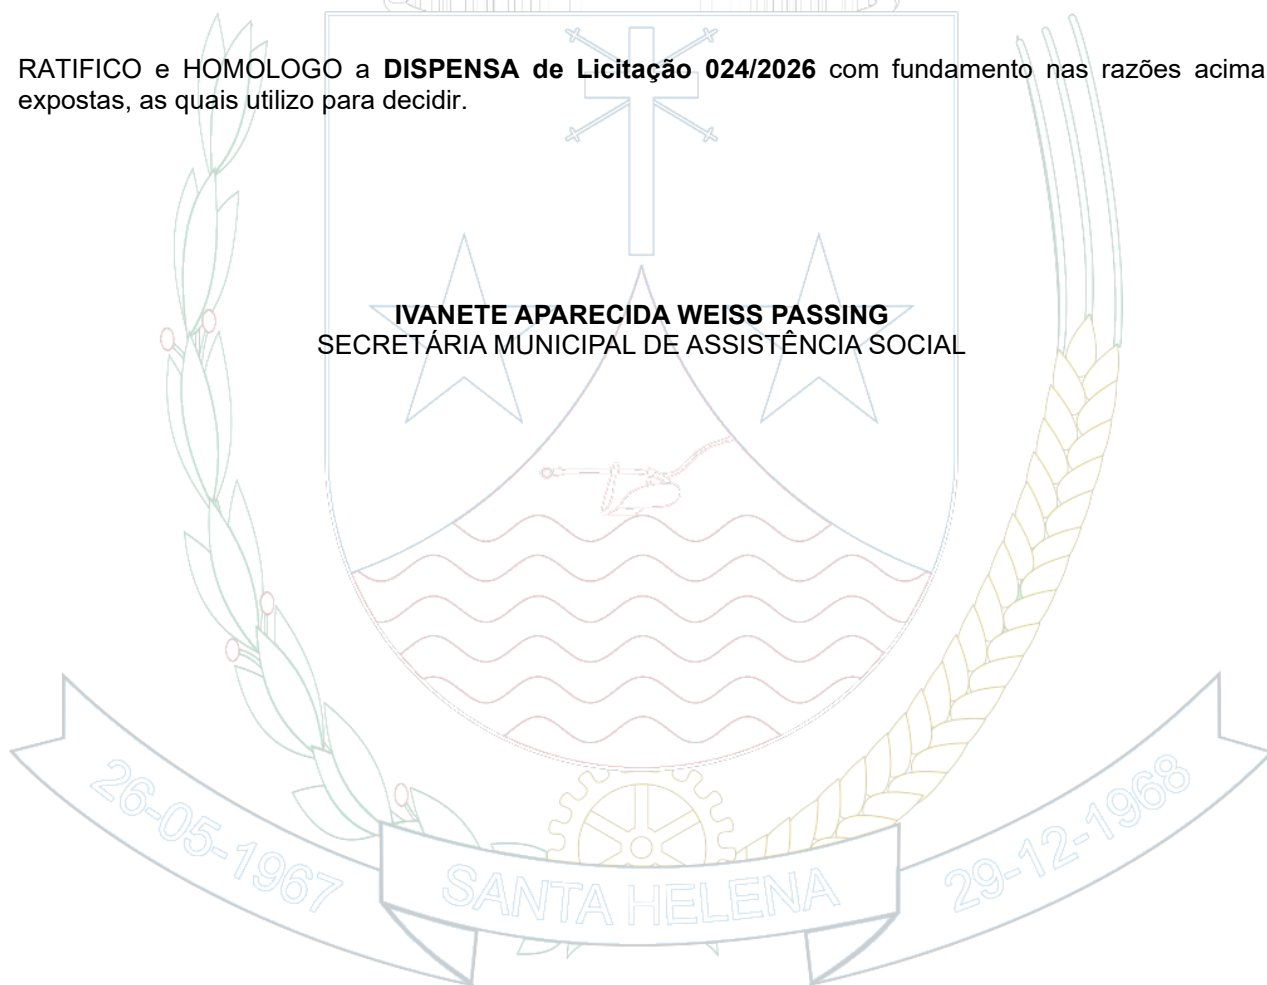 RATIFICO e HOMOLOGO a DISPENSA de Licitação 024/2026 com fundamento nas razões acima
expostas, as quais utilizo para decidir.
IVANETE APARECIDA WEISS PASSING
SECRETÁRIA MUNICIPAL DE ASSISTÊNCIA SOCIAL
26-05-1967
SANTA HELENA
29-12-1968